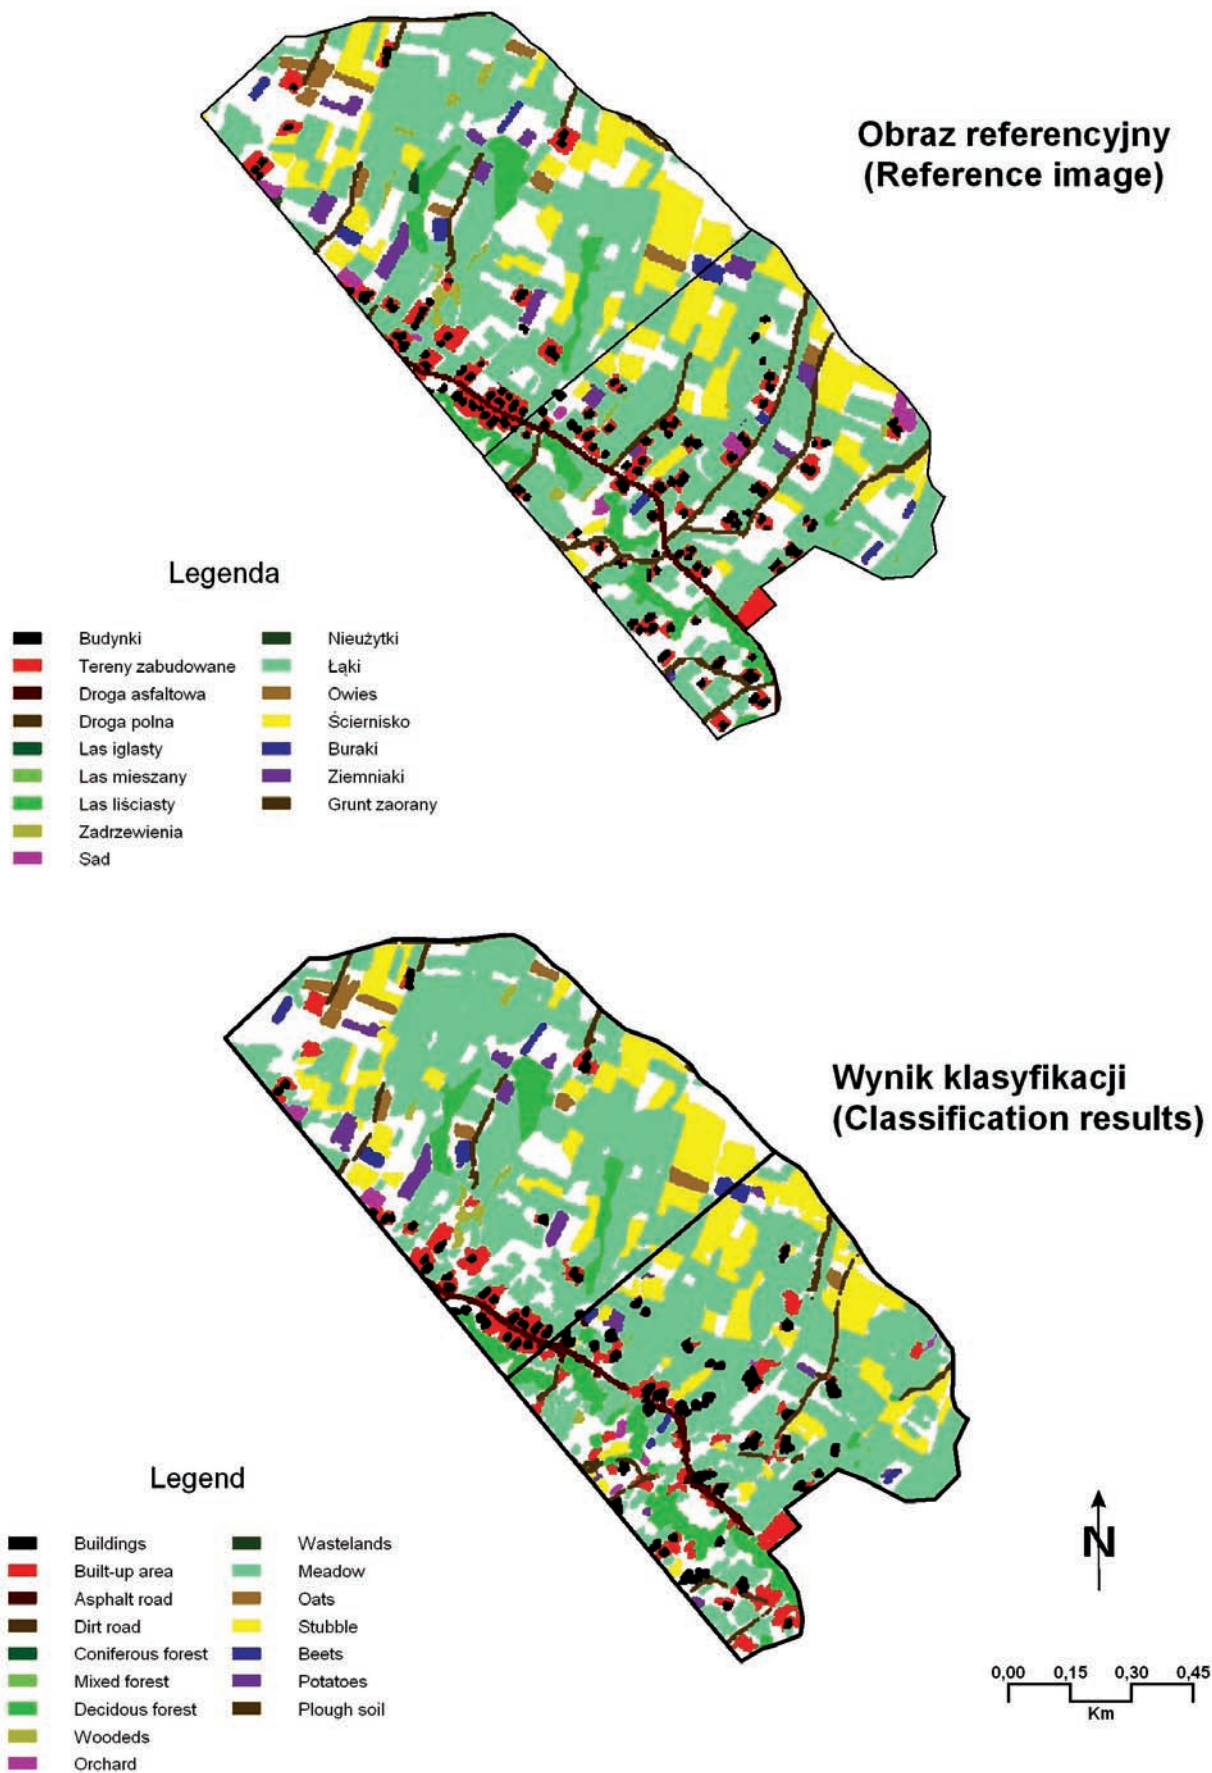 Obraz referencyjny
(Reference image)
Legenda
Budynki
Tereny zabudowane
Droga asfaltowa
Droga polna
Las iglasty
Las mieszany
Las liściasty
Zadrzewienia
Sad
Nieużytki
Łąki
Owies
Ściernisko
Buraki
Ziemniaki
Grunt zaorany
Wynik klasyfikacji
(Classification results)
Legend
Buildings
Built-up area
Asphalt road
Dirt road
Coniferous forest
Mixed forest
Decidous forest
Woodeds
Orchard
Wastelands
Meadow
Oats
Stubble
Beets
Potatoes
Plough soil
N
0,00 0,15 0,30 0,45
Km